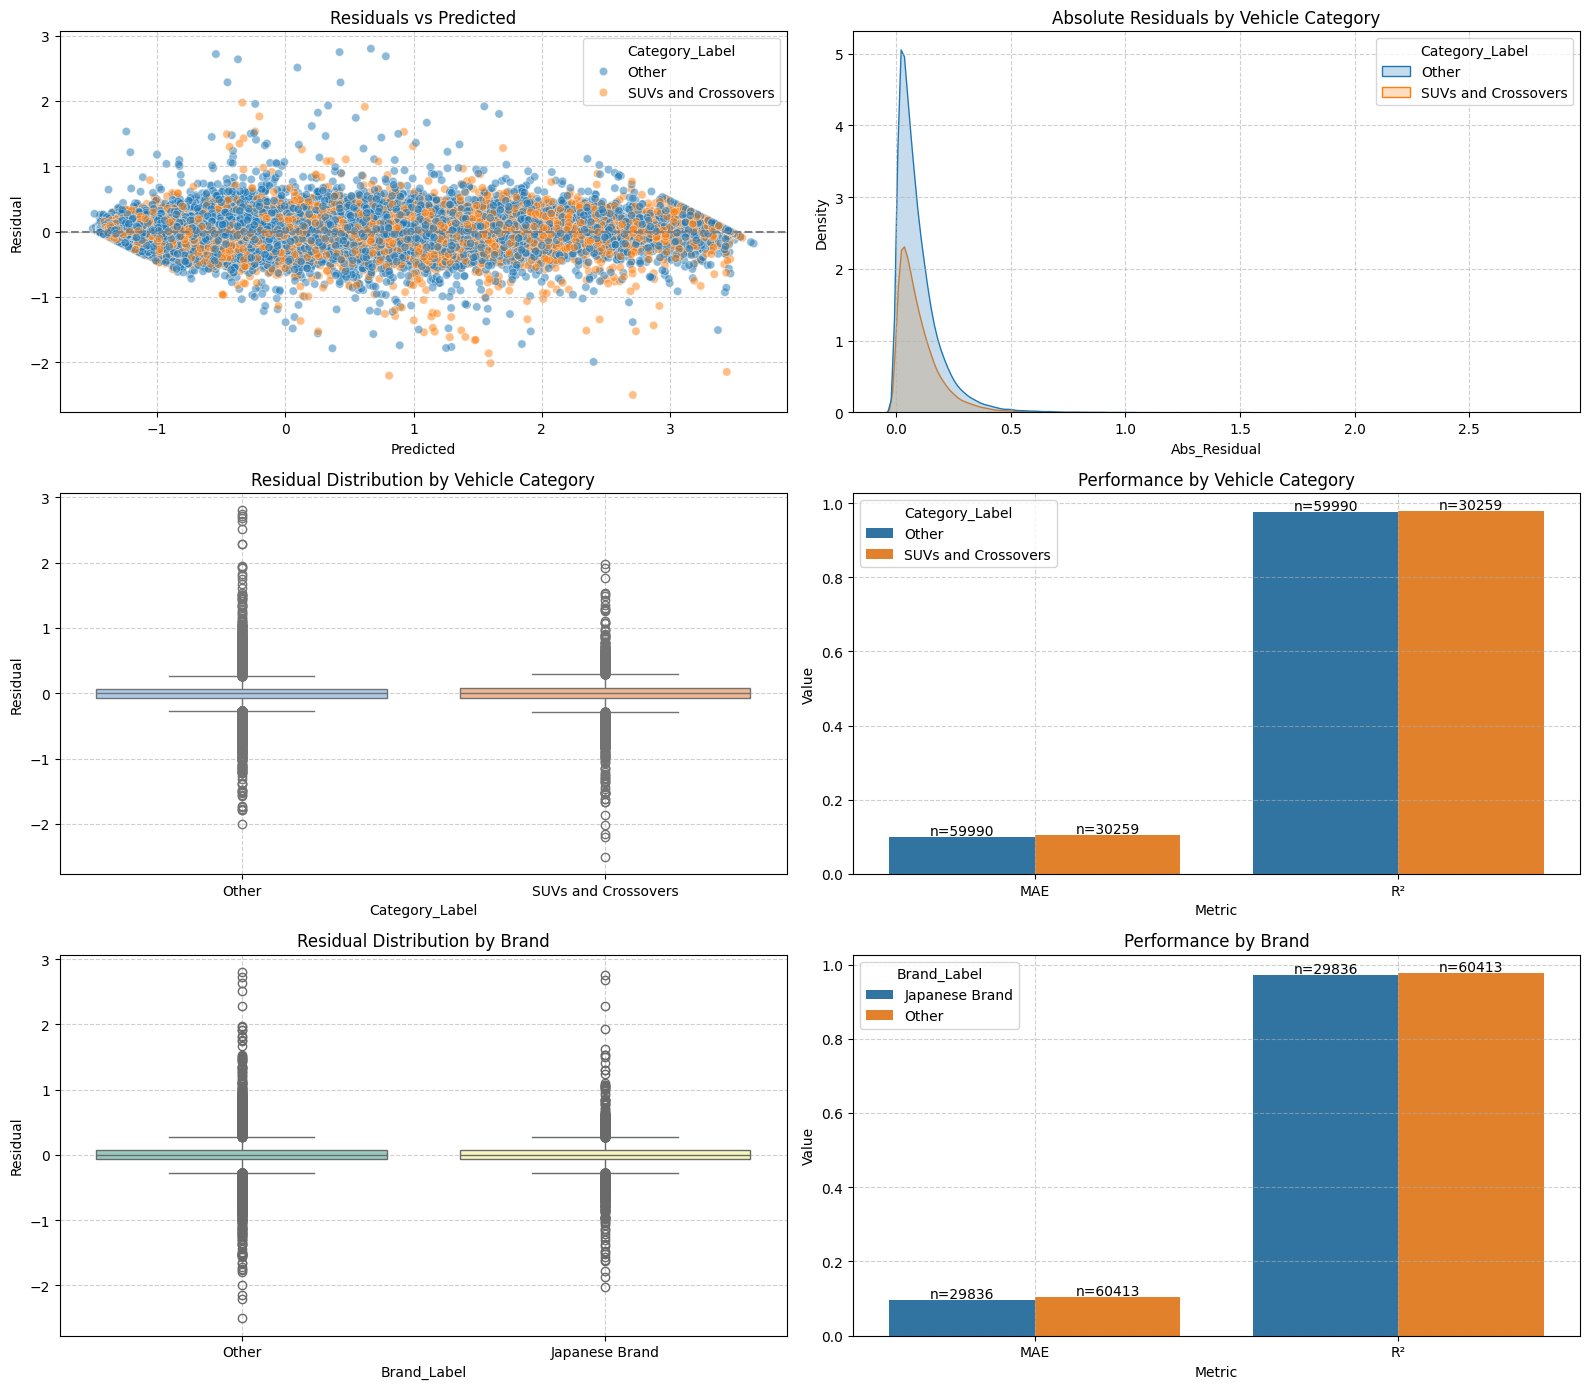 Residuals vs Predicted
3
2
1
0
−1
−2
Residual
−1
0
1
2
3
Predicted
Category_Label
Other
SUVs and Crossovers
Absolute Residuals by Vehicle Category
5
4
3
2
1
0
Density
0.0
0.5
1.0
1.5
2.0
2.5
Abs_Residual
Category_Label
Other
SUVs and Crossovers
Residual Distribution by Vehicle Category
3
2
1
0
−1
−2
Residual
Other
SUVs and Crossovers
Category_Label
Performance by Vehicle Category
1.0
0.8
0.6
0.4
0.2
0.0
Value
Category_Label
Other
SUVs and Crossovers
n=59990
n=30259
n=59990
n=30259
MAE
R²
Metric
Residual Distribution by Brand
3
2
1
0
−1
−2
Residual
Other
Japanese Brand
Brand_Label
Performance by Brand
1.0
0.8
0.6
0.4
0.2
0.0
Value
Brand_Label
Japanese Brand
Other
n=29836
n=60413
n=29836
n=60413
MAE
R²
Metric